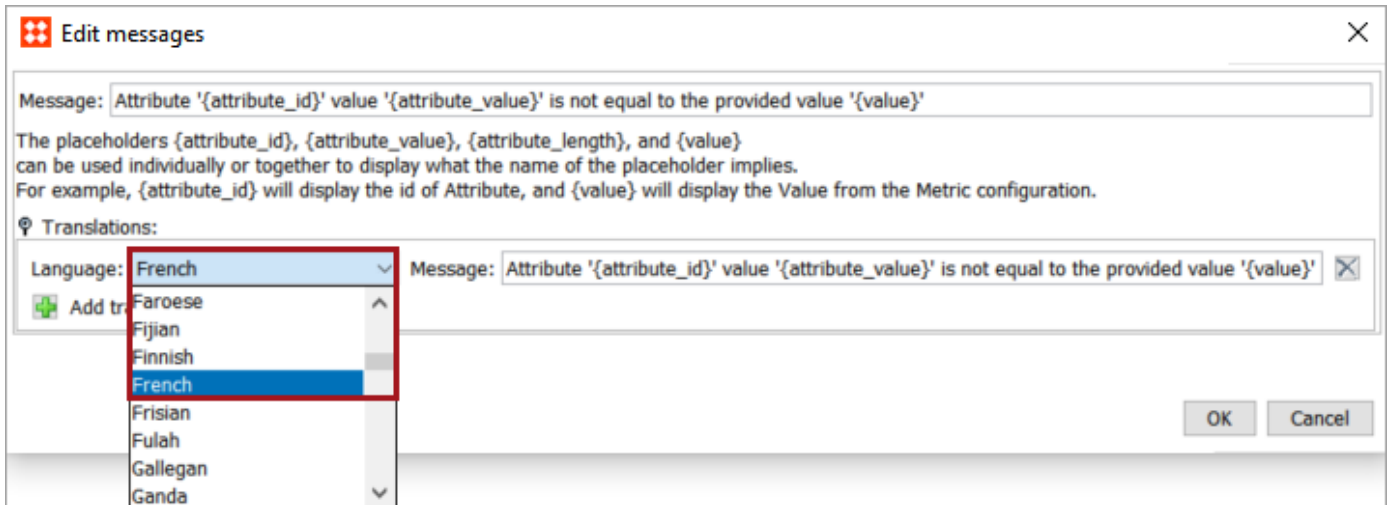 Edit messages
Message: Attribute '{attribute_id}' value '{attribute_value}' is not equal to the provided value '{value}'
The placeholders {attribute_id}, {attribute_value}, {attribute_length}, and {value}
can be used individually or together to display what the name of the placeholder implies.
For example, {attribute_id} will display the id of Attribute, and {value} will display the Value from the Metric configuration.
Translations:
Language: French Message: Attribute '{attribute_id}' value '{attribute_value}' is not equal to the provided value '{value}'
Add tr
Faroese
Fijian
Finnish
French
Frisian
Fulah
Gallegan
Ganda
OK Cancel